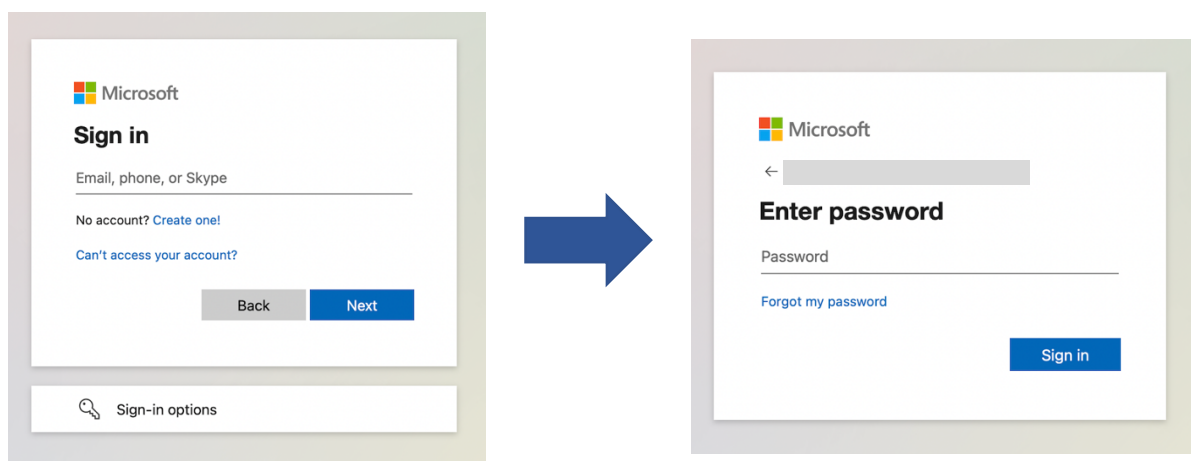 Microsoft
Sign in
Email, phone, or Skype
No account? Create one!
Can't access your account?
Back
Next
Sign-in options
Microsoft
Enter password
Password
Forgot my password
Sign in